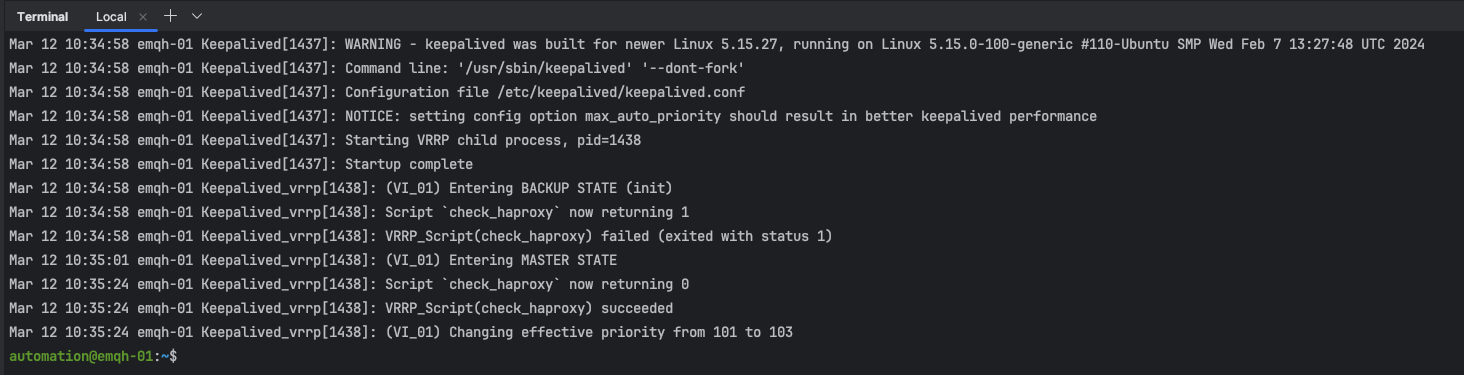 Terminal Local × +
Mar 12 10:34:58 emqh-01 Keepalived[1437]: WARNING - keepalived was built for newer Linux 5.15.27, running on Linux 5.15.0-100-generic #110-Ubuntu SMP Wed Feb 7 13:27:48 UTC 2024
Mar 12 10:34:58 emqh-01 Keepalived[1437]: Command line: '/usr/sbin/keepalived' '--dont-fork'
Mar 12 10:34:58 emqh-01 Keepalived[1437]: Configuration file /etc/keepalived/keepalived.conf
Mar 12 10:34:58 emqh-01 Keepalived[1437]: NOTICE: setting config option max_auto_priority should result in better keepalived performance
Mar 12 10:34:58 emqh-01 Keepalived[1437]: Starting VRRP child process, pid=1438
Mar 12 10:34:58 emqh-01 Keepalived[1437]: Startup complete
Mar 12 10:34:58 emqh-01 Keepalived_vrrp[1438]: (VI_01) Entering BACKUP STATE (init)
Mar 12 10:34:58 emqh-01 Keepalived_vrrp[1438]: Script `check_haproxy` now returning 1
Mar 12 10:34:58 emqh-01 Keepalived_vrrp[1438]: VRRP_Script(check_haproxy) failed (exited with status 1)
Mar 12 10:35:01 emqh-01 Keepalived_vrrp[1438]: (VI_01) Entering MASTER STATE
Mar 12 10:35:24 emqh-01 Keepalived_vrrp[1438]: Script `check_haproxy` now returning 0
Mar 12 10:35:24 emqh-01 Keepalived_vrrp[1438]: VRRP_Script(check_haproxy) succeeded
Mar 12 10:35:24 emqh-01 Keepalived_vrrp[1438]: (VI_01) Changing effective priority from 101 to 103
automation@emqh-01:~$